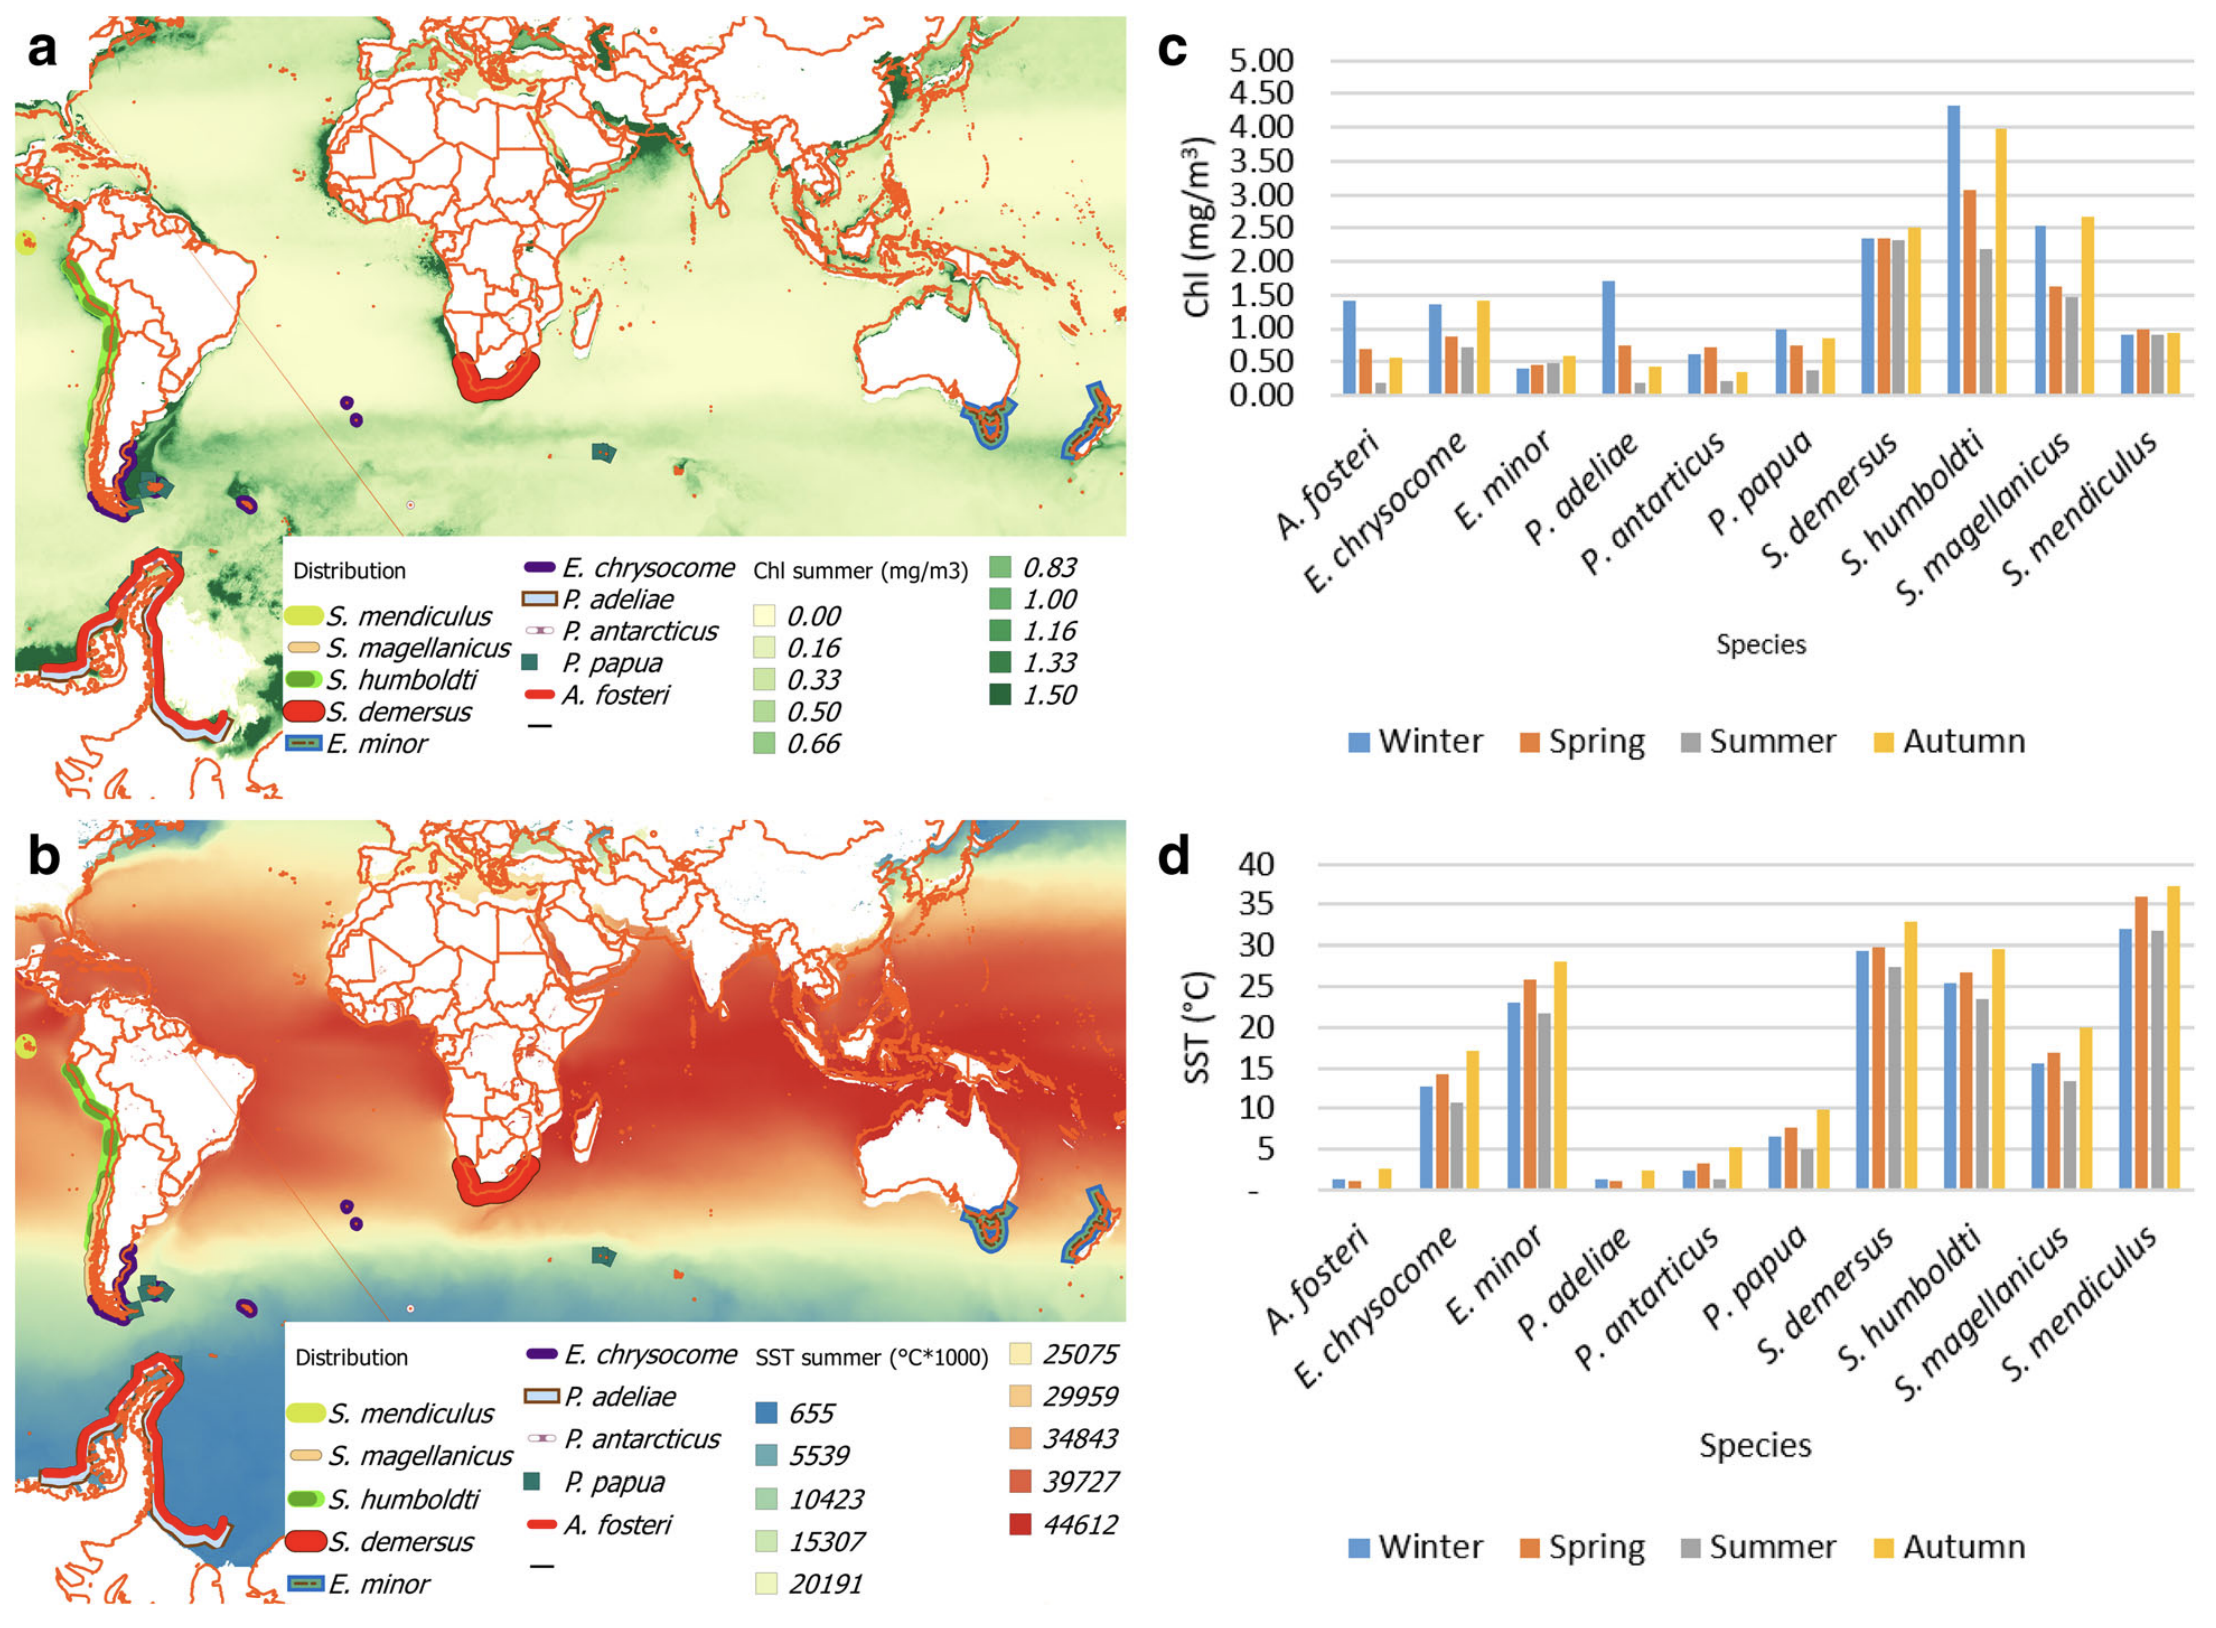 a
Distribution
S. mendiculus
S. magellanicus
S. humboldti
S. demersus
E. minor
E. chrysocome
P. adeliae
P. antarcticus
P. papua
A. fosteri
Chl summer (mg/m3)
0.00
0.16
0.33
0.50
0.66
0.83
1.00
1.16
1.33
1.50
c
Chl (mg/m³)
5.00
4.50
4.00
3.50
3.00
2.50
2.00
1.50
1.00
0.50
0.00
A. fosteri
E. chrysocome
E. minor
P. adeliae
P. antarticus
P. papua
S. demersus
S. humboldti
S. magellanicus
S. mendiculus
Species
Winter Spring Summer Autumn
b
Distribution
S. mendiculus
S. magellanicus
S. humboldti
S. demersus
E. minor
E. chrysocome
P. adeliae
P. antarcticus
P. papua
A. fosteri
SST summer (°C*1000)
655
5539
10423
15307
20191
25075
29959
34843
39727
44612
d
SST (°C)
40
35
30
25
20
15
10
5
-
A. fosteri
E. chrysocome
E. minor
P. adeliae
P. antarticus
P. papua
S. demersus
S. humboldti
S. magellanicus
S. mendiculus
Species
Winter Spring Summer Autumn